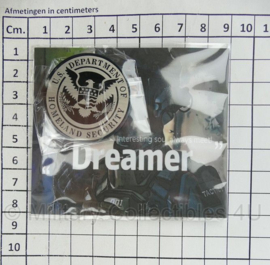 Afmetingen in centimeters
Cm. 1 2 3 4 5 6 7 8 9 10
1
2
3
4
5
6
7
8
9
10
U.S. DEPARTMENT OF
HOMELAND SECURITY
interesting
Dreamer